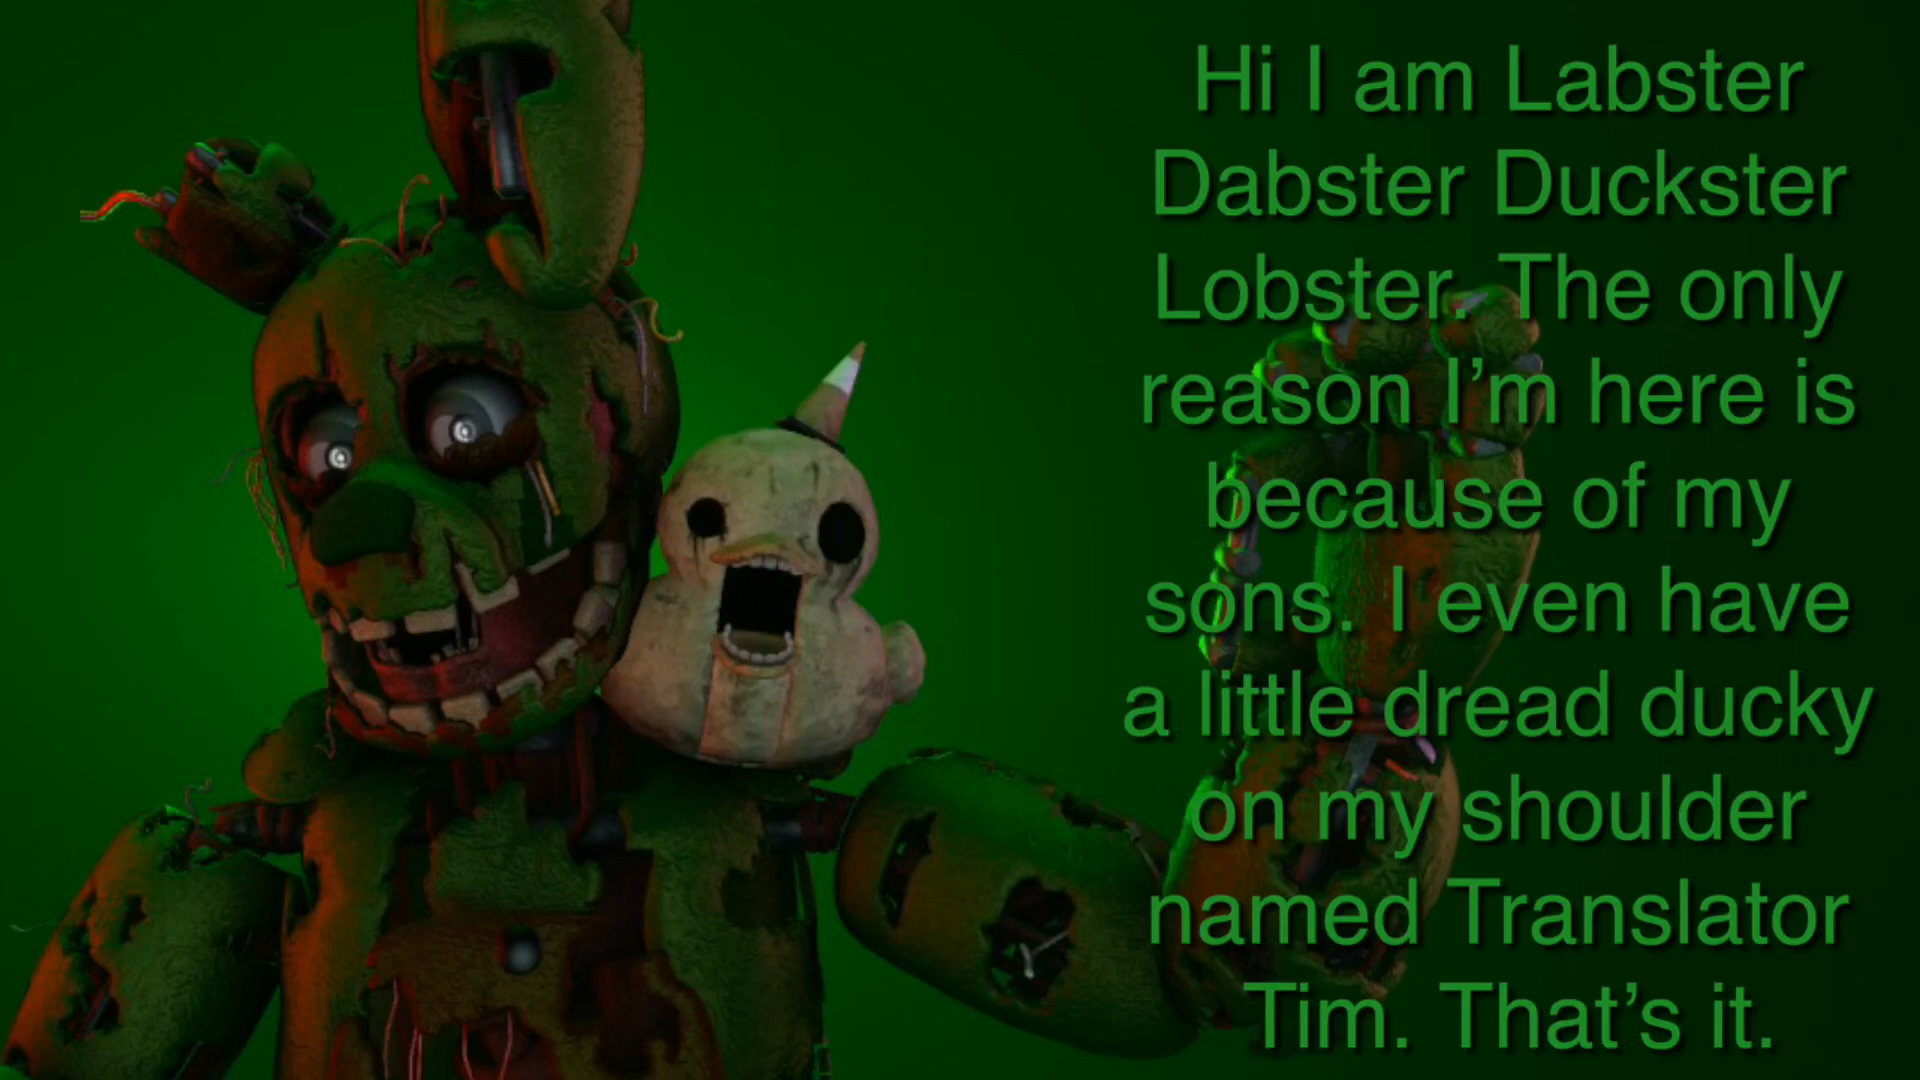 Hi I am Labster
Dabster Duckster
Lobster. The only
reason I’m here is
because of my
sons. I even have
a little dread ducky
on my shoulder
named Translator
Tim. That’s it.